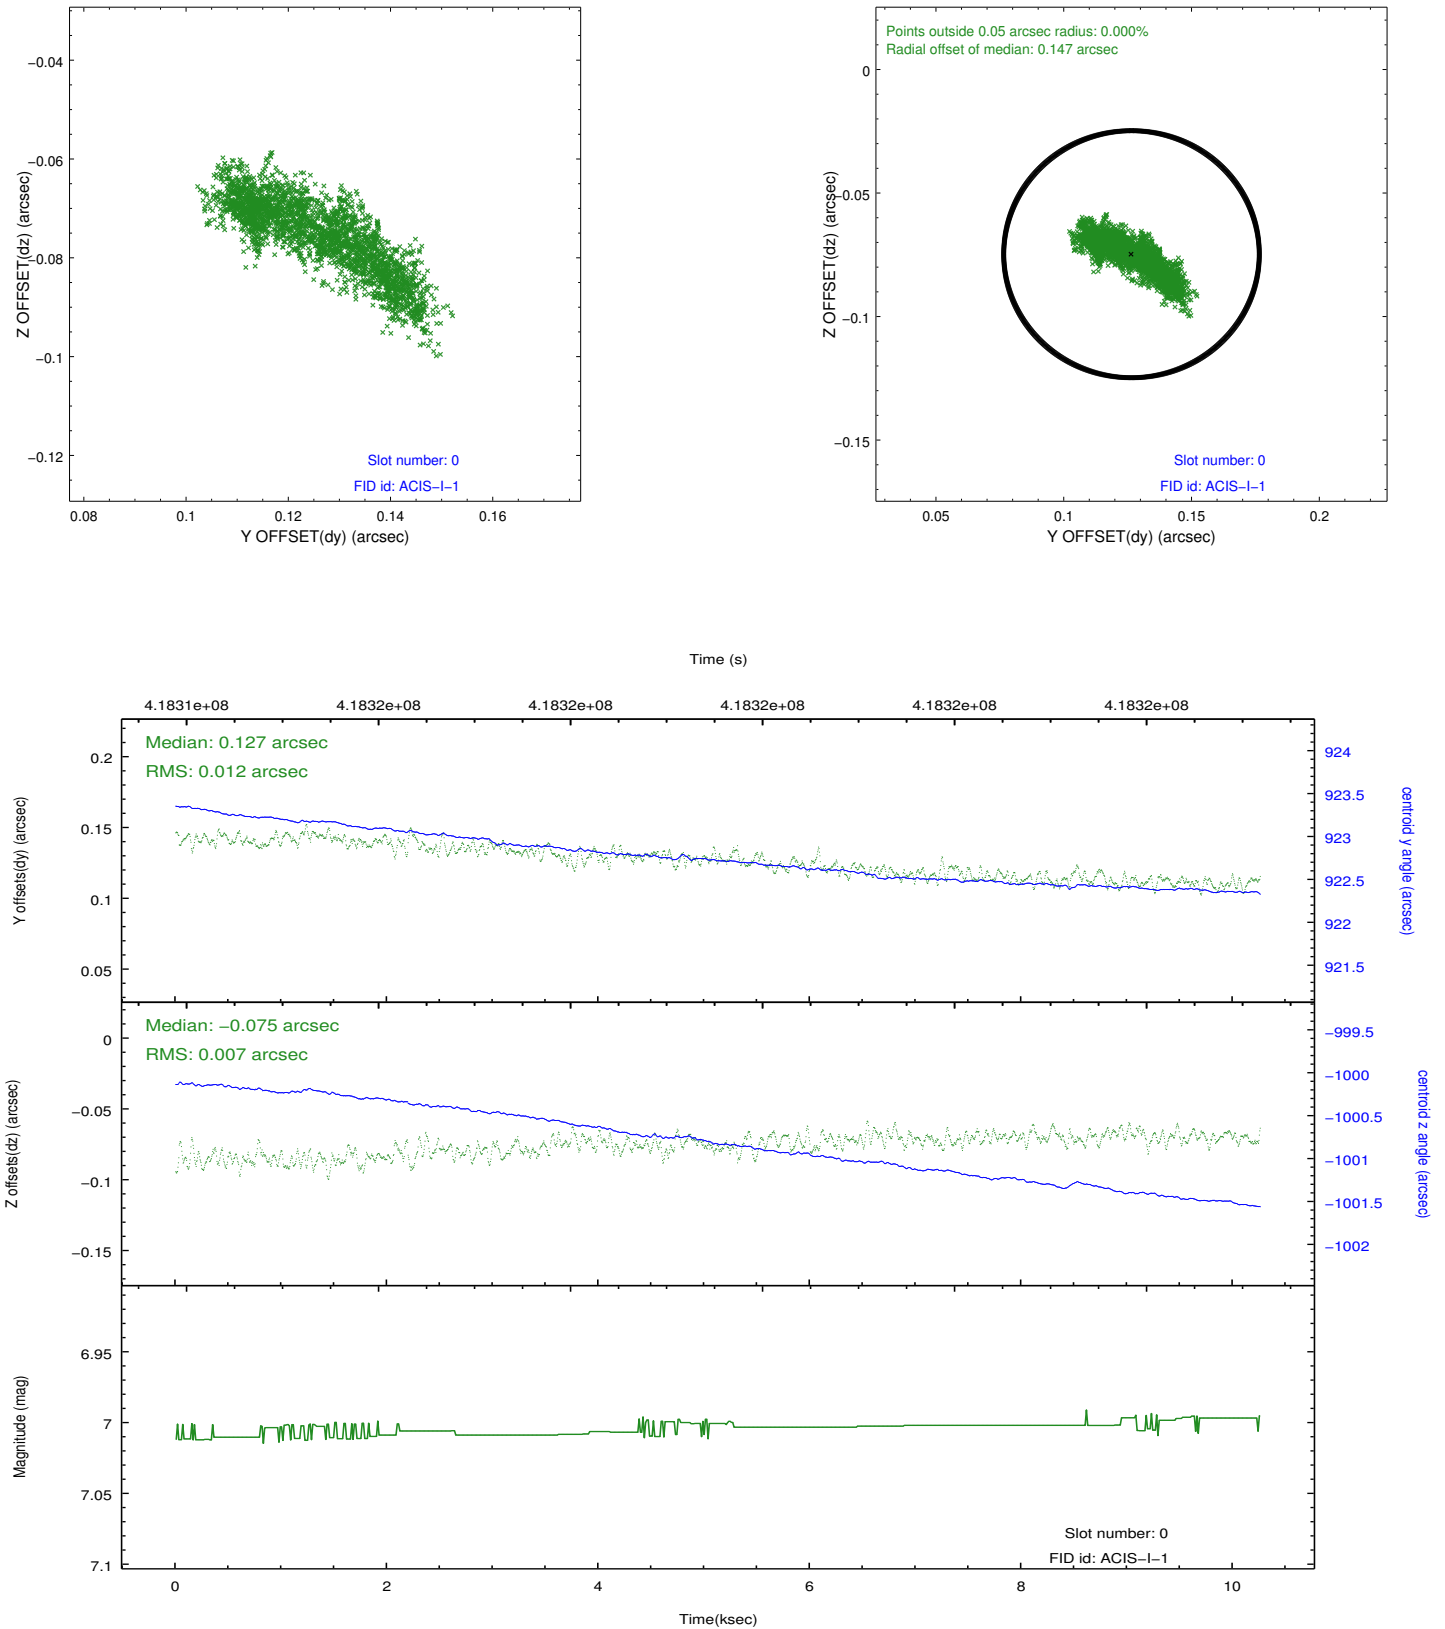 −0.04
−0.06
−0.08
−0.1
−0.12
Z OFFSET(dz) (arcsec)
Slot number: 0
FID id: ACIS−I−1
0.08
0.1
0.12
0.14
0.16
Y OFFSET(dy) (arcsec)
Points outside 0.05 arcsec radius: 0.000%
Radial offset of median: 0.147 arcsec
0
−0.05
−0.1
−0.15
Z OFFSET(dz) (arcsec)
Slot number: 0
FID id: ACIS−I−1
0.05
0.1
0.15
0.2
Y OFFSET(dy) (arcsec)
Time (s)
4.1831e+08
4.1832e+08
4.1832e+08
4.1832e+08
4.1832e+08
4.1832e+08
Median: 0.127 arcsec
RMS: 0.012 arcsec
0.2
0.15
0.1
0.05
Y offsets(dy) (arcsec)
924
923.5
923
922.5
922
921.5
centroid y angle (arcsec)
Median: −0.075 arcsec
RMS: 0.007 arcsec
0
−0.05
−0.1
−0.15
Z offsets(dz) (arcsec)
−999.5
−1000
−1000.5
−1001
−1001.5
−1002
centroid z angle (arcsec)
6.95
7
7.05
7.1
Magnitude (mag)
Slot number: 0
FID id: ACIS−I−1
0
2
4
6
8
10
Time(ksec)